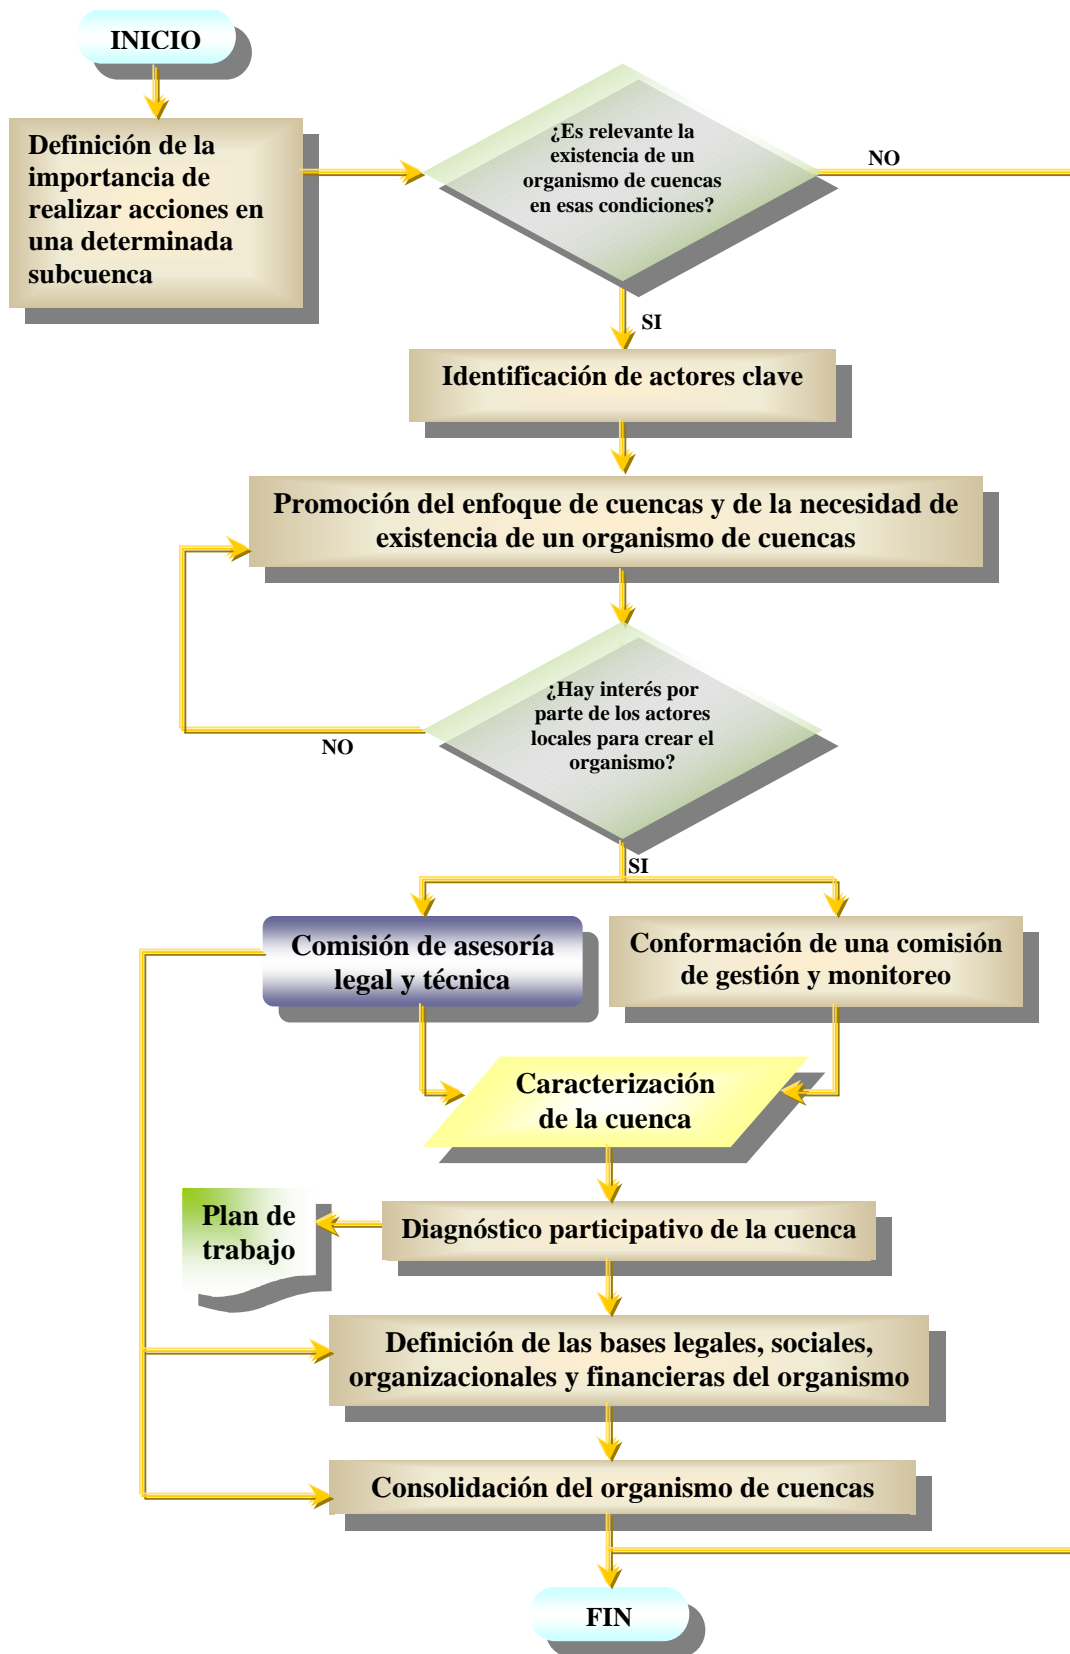 INICIO
Definición de la
importancia de
realizar acciones en
una determinada
subcuenca
¿Es relevante la
existencia de un
organismo de cuencas
en esas condiciones?
NO
SI
Identificación de actores clave
Promoción del enfoque de cuencas y de la necesidad de
existencia de un organismo de cuencas
¿Hay interés por
parte de los actores
locales para crear el
organismo?
NO
SI
Comisión de asesoría
legal y técnica
Conformación de una comisión
de gestión y monitoreo
Caracterización
de la cuenca
Plan de
trabajo
Diagnóstico participativo de la cuenca
Definición de las bases legales, sociales,
organizacionales y financieras del organismo
Consolidación del organismo de cuencas
FIN